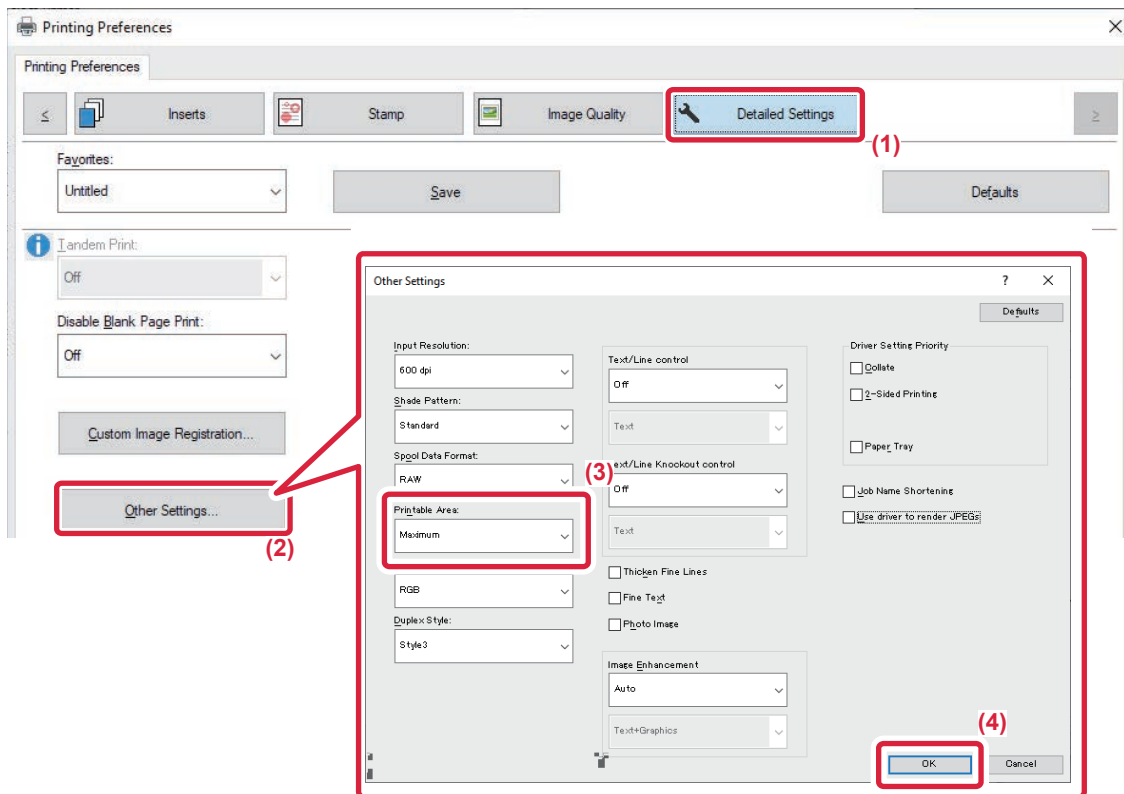 Printing Preferences
Printing Preferences
≤ Inserts Stamp Image Quality Detailed Settings ≥
(1)
Favorites:
Untitled Save Defaults
Tandem Print:
Off
Disable Blank Page Print:
Off
Custom Image Registration...
Other Settings...
(2)
Other Settings ?
Defaults
Input Resolution:
600 dpi
Shade Pattern:
Standard
Spool Data Format:
RAW
(3)
Printable Area:
Maximum
RGB
Duplex Style:
Style3
Text/Line control
Off
Text
Text/Line Knockout control
Off
Text
Thicken Fine Lines
Fine Text
Photo Image
Image Enhancement
Auto
Text+Graphics
Driver Setting Priority
Collate
2-Sided Printing
Paper Tray
Job Name Shortening
Use driver to render JPEGs
(4)
OK Cancel